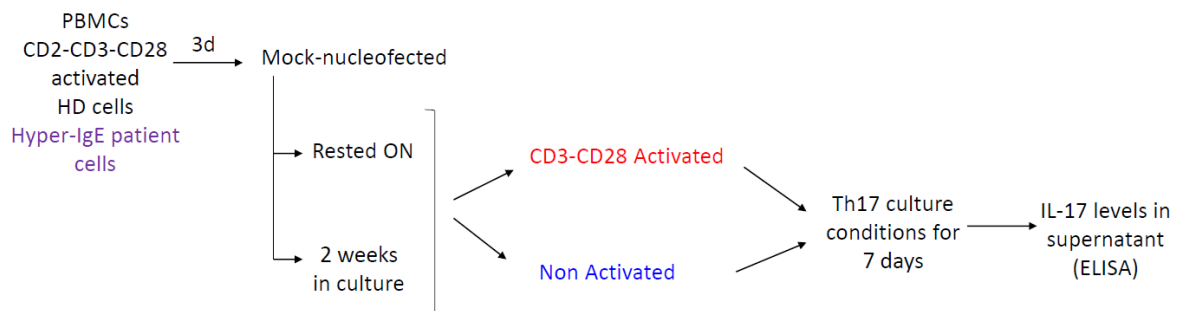 PBMCs
CD2-CD3-CD28
activated
HD cells
Hyper-IgE patient
cells
3d
Mock-nucleofected
Rested ON
2 weeks
in culture
CD3-CD28 Activated
Non Activated
Th17 culture
conditions for
7 days
IL-17 levels in
supernatant
(ELISA)